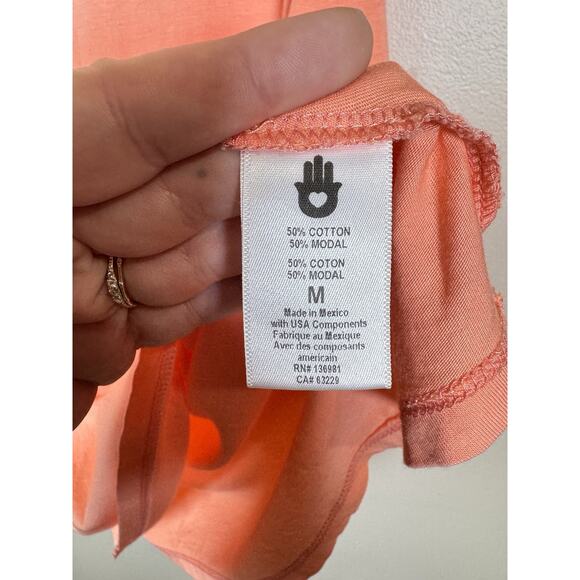 50% COTTON
50% MODAL
50% COTON
50% MODAL
M
Made in Mexico
with USA Components
Fabrique au Mexique
Avec des composants
americain
RN# 136981
CA# 63229